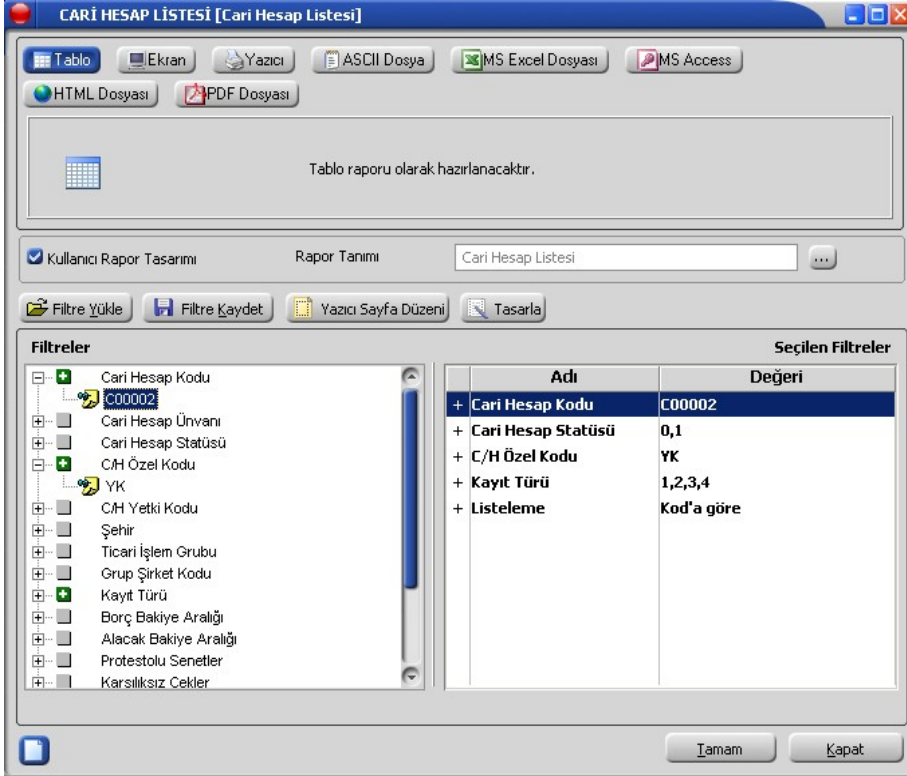 CARİ HESAP LİSTESİ [Cari Hesap Listesi]
Tablo Ekran Yazıcı ASCII Dosya MS Excel Dosyası MS Access
HTML Dosyası PDF Dosyası
Tablo raporu olarak hazırlanacaktır.
Kullanıcı Rapor Tasarımı Rapor Tanımı Cari Hesap Listesi ...
Filtre Yükle Filtre Kaydet Yazıcı Sayfa Düzeni Tasarla
Filtreler Seçilen Filtreler
Cari Hesap Kodu
C00002
Cari Hesap Ünvanı
Cari Hesap Statüsü
C/H Özel Kodu
YK
C/H Yetki Kodu
Şehir
Ticari İşlem Grubu
Grup Şirket Kodu
Kayıt Türü
Borç Bakiye Aralığı
Alacak Bakiye Aralığı
Protestolu Senetler
Karşılıksız Çekler
Adı Değeri
+ Cari Hesap Kodu C00002
+ Cari Hesap Statüsü 0,1
+ C/H Özel Kodu YK
+ Kayıt Türü 1,2,3,4
+ Listeleme Kod'a göre
Tamam Kapat